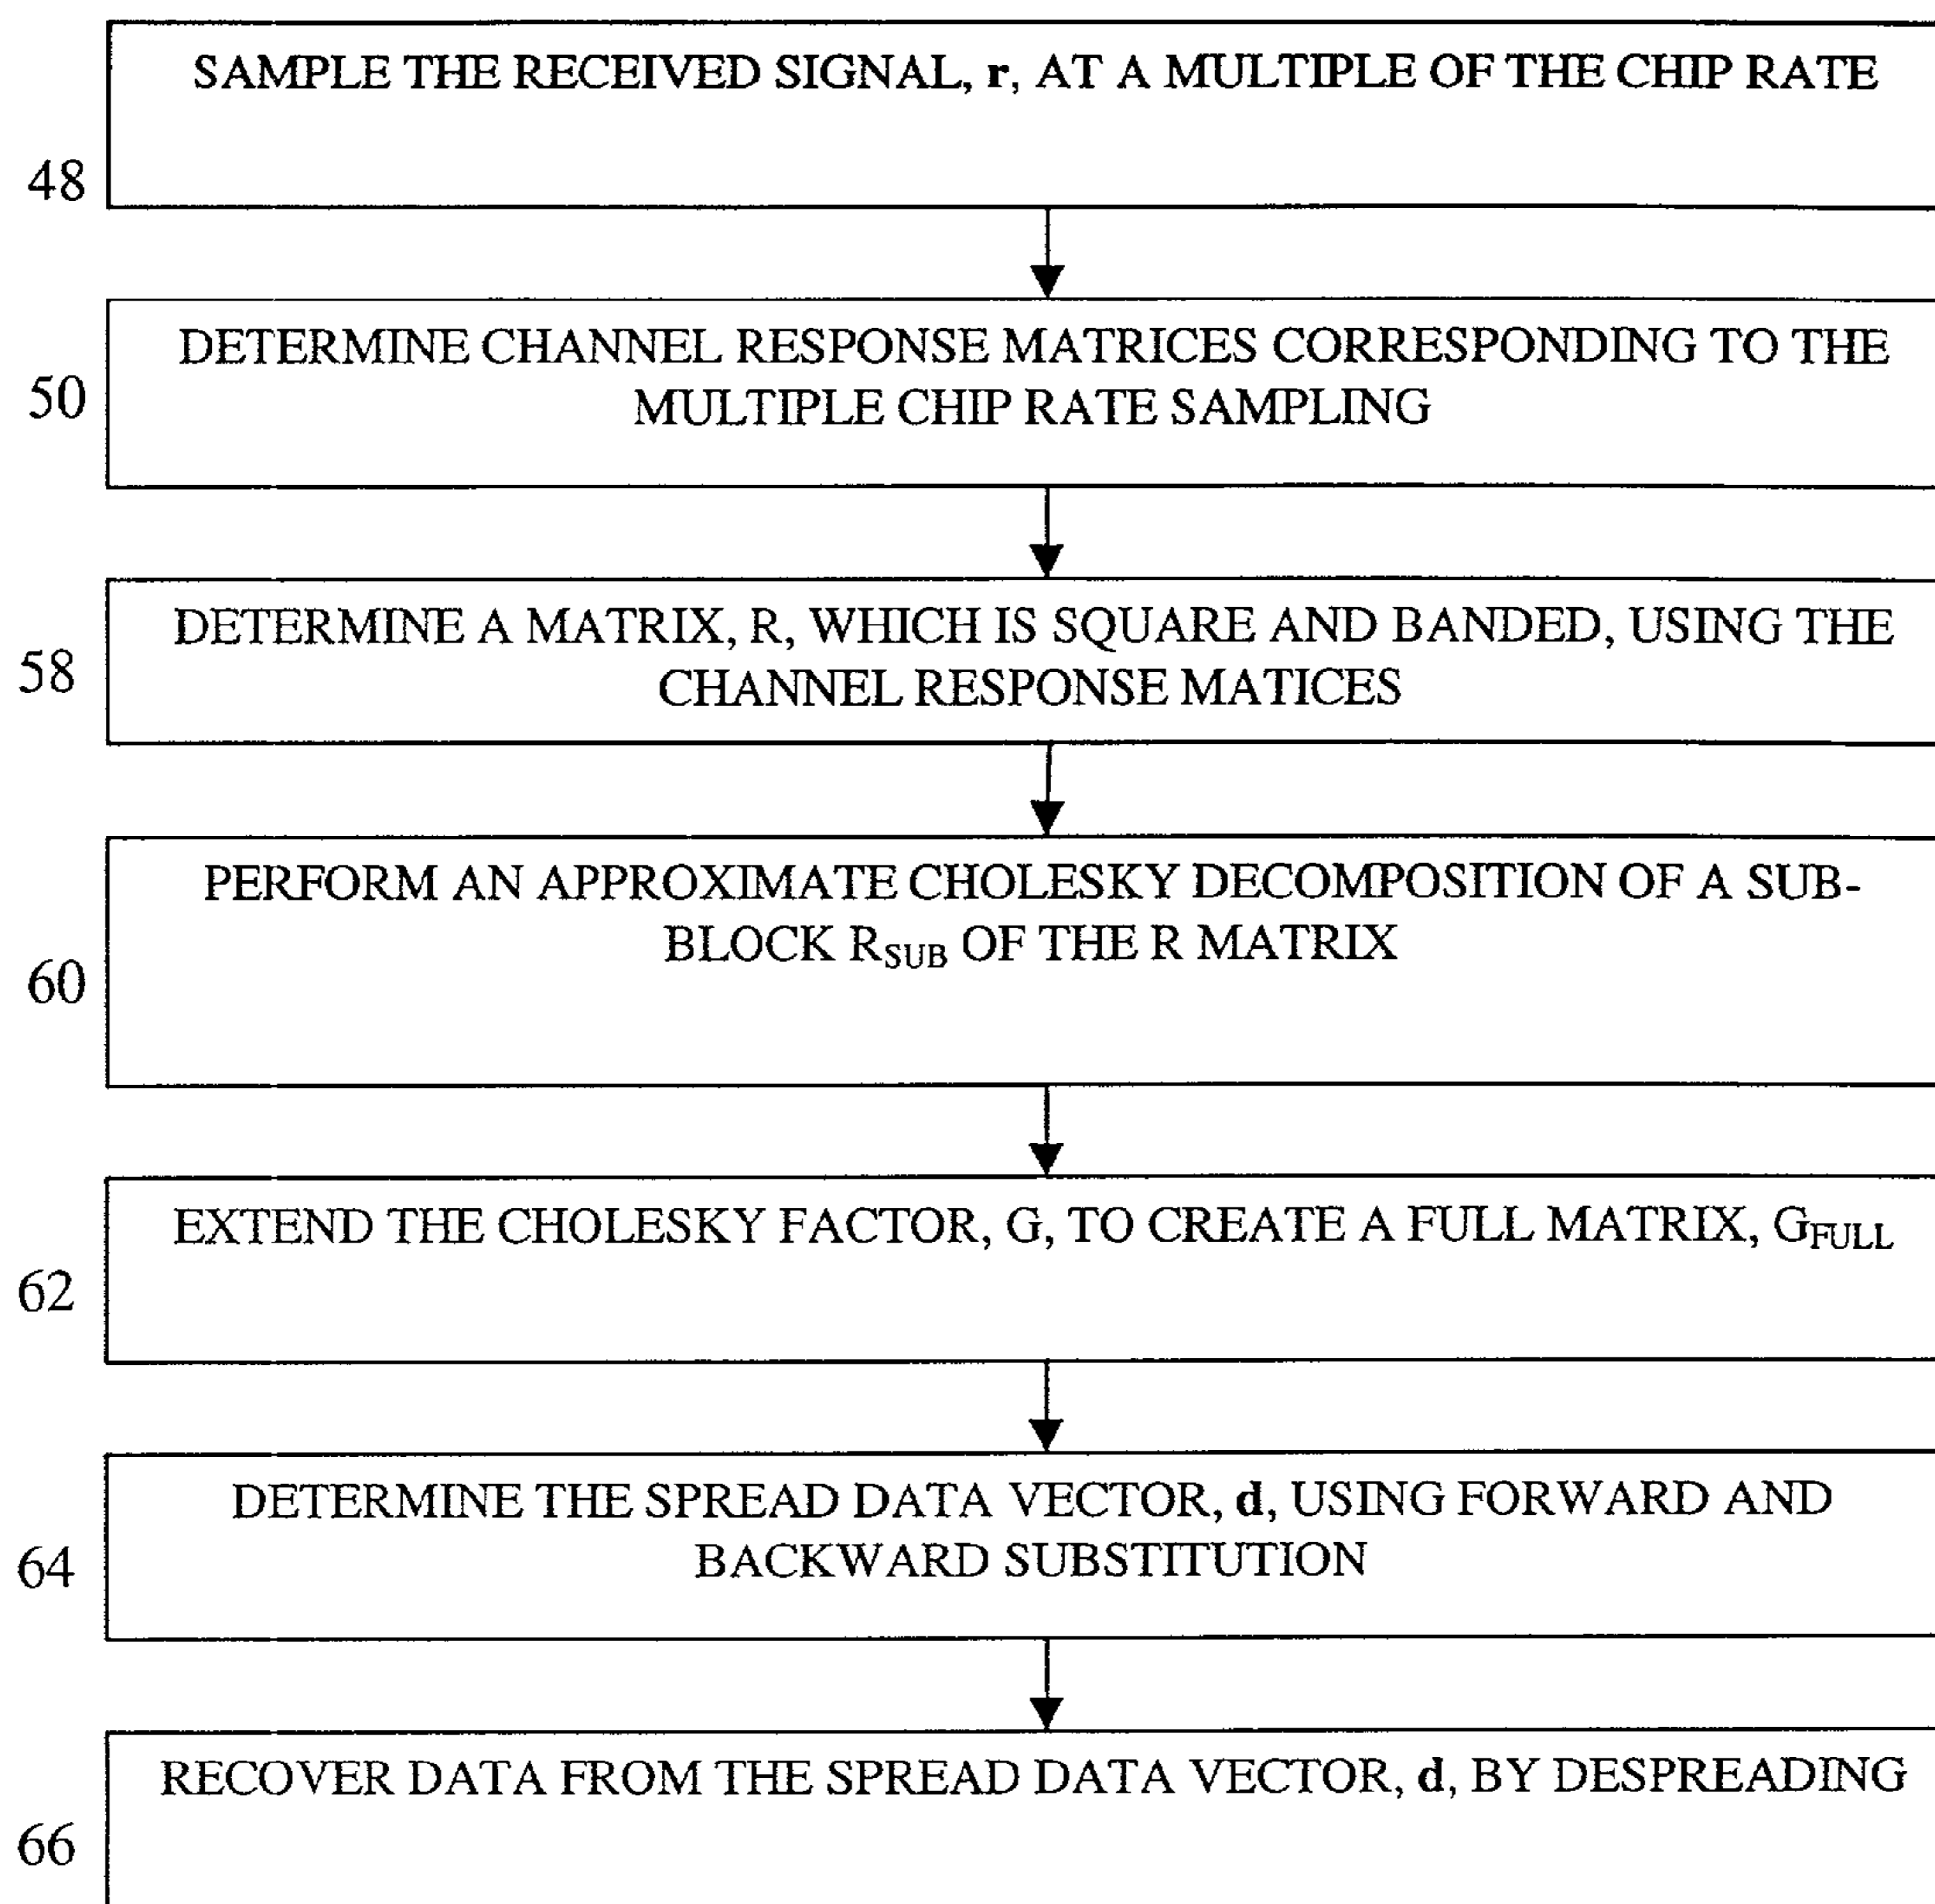 SAMPLE THE RECEIVED SIGNAL, r, AT A MULTIPLE OF THE CHIP RATE
48
DETERMINE CHANNEL RESPONSE MATRICES CORRESPONDING TO THE
MULTIPLE CHIP RATE SAMPLING
50
DETERMINE A MATRIX, R, WHICH IS SQUARE AND BANDED, USING THE
CHANNEL RESPONSE MATICES
58
PERFORM AN APPROXIMATE CHOLESKY DECOMPOSITION OF A SUB-
BLOCK RSUB OF THE R MATRIX
60
EXTEND THE CHOLESKY FACTOR, G, TO CREATE A FULL MATRIX, GFULL
62
DETERMINE THE SPREAD DATA VECTOR, d, USING FORWARD AND
BACKWARD SUBSTITUTION
64
RECOVER DATA FROM THE SPREAD DATA VECTOR, d, BY DESPREADING
66